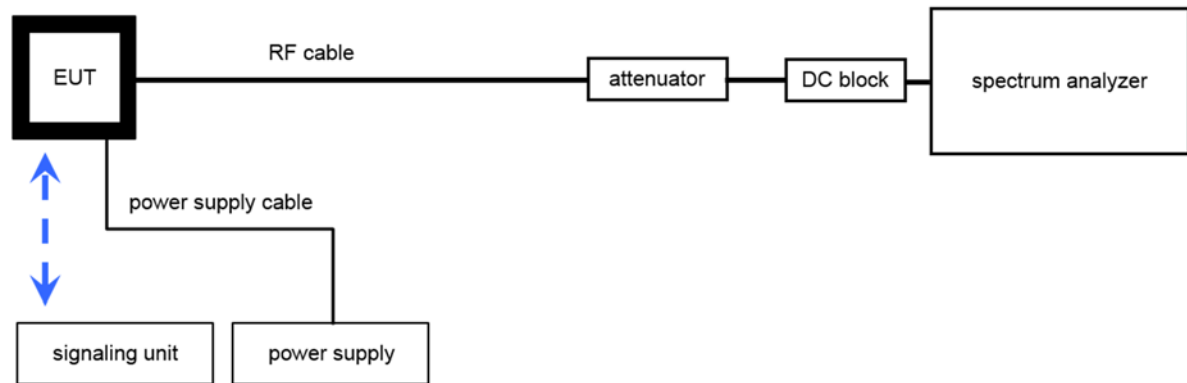 EUT
RF cable
attenuator
DC block
spectrum analyzer
power supply cable
signaling unit
power supply